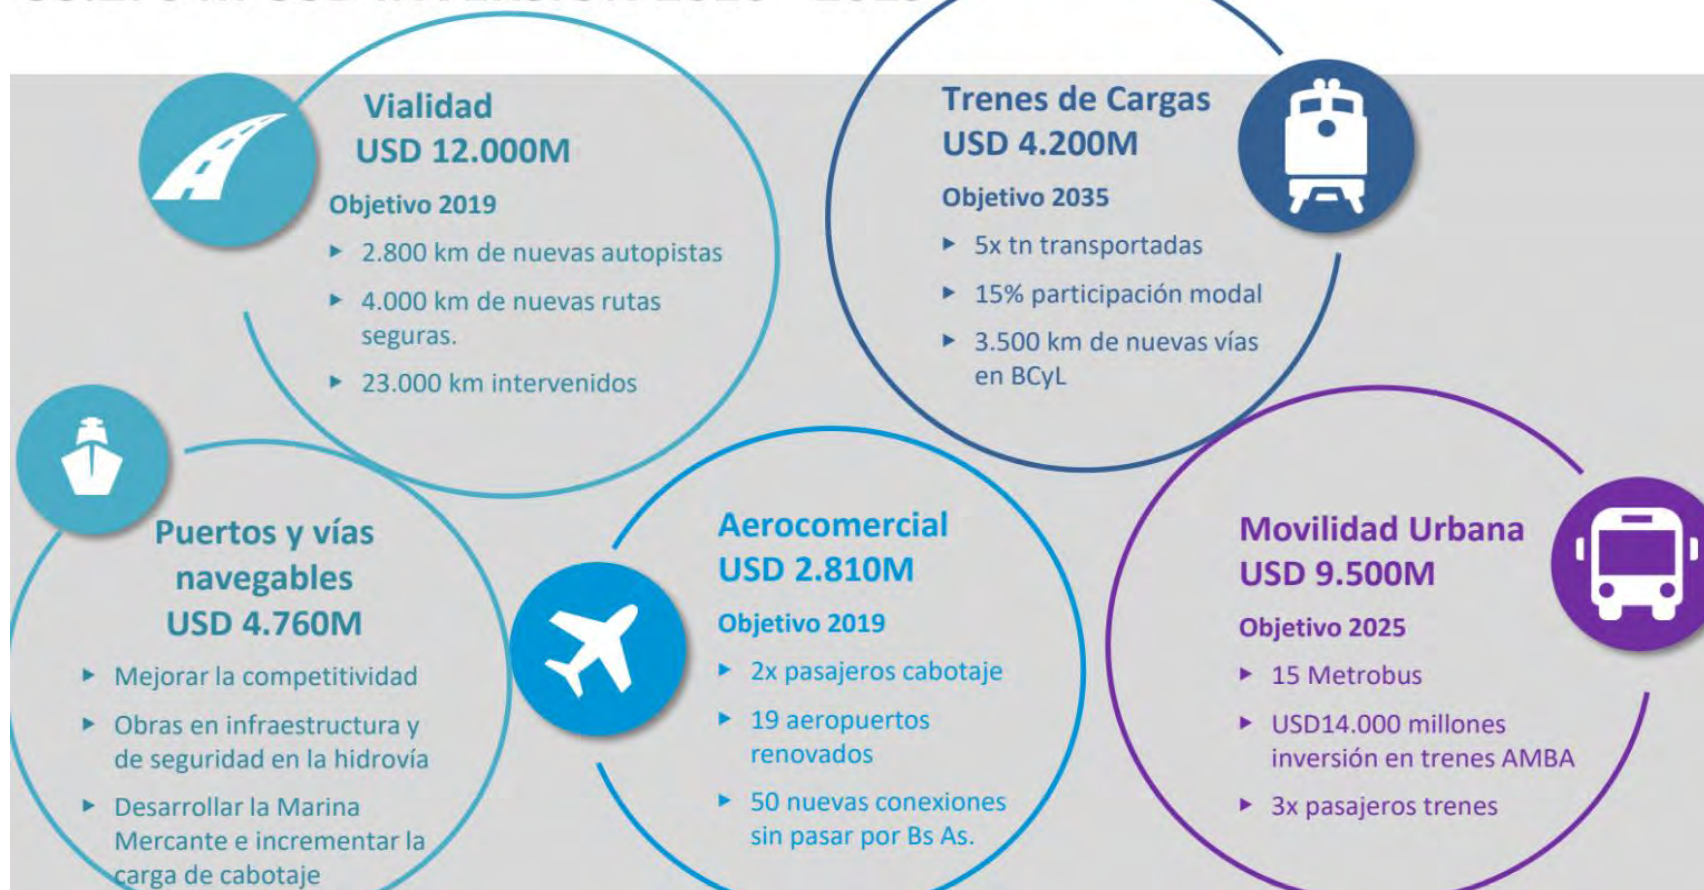 Vialidad
USD 12.000M
Objetivo 2019
▸ 2.800 km de nuevas autopistas
▸ 4.000 km de nuevas rutas
seguras.
▸ 23.000 km intervenidos
Trenes de Cargas
USD 4.200M
Objetivo 2035
▸ 5x tn transportadas
▸ 15% participación modal
▸ 3.500 km de nuevas vías
en BCyL
Puertos y vías
navegables
USD 4.760M
▸ Mejorar la competitividad
▸ Obras en infraestructura y
de seguridad en la hidrovía
▸ Desarrollar la Marina
Mercante e incrementar la
carga de cabotaje
Aerocomercial
USD 2.810M
Objetivo 2019
▸ 2x pasajeros cabotaje
▸ 19 aeropuertos
renovados
▸ 50 nuevas conexiones
sin pasar por Bs As.
Movilidad Urbana
USD 9.500M
Objetivo 2025
▸ 15 Metrobus
▸ USD14.000 millones
inversión en trenes AMBA
▸ 3x pasajeros trenes